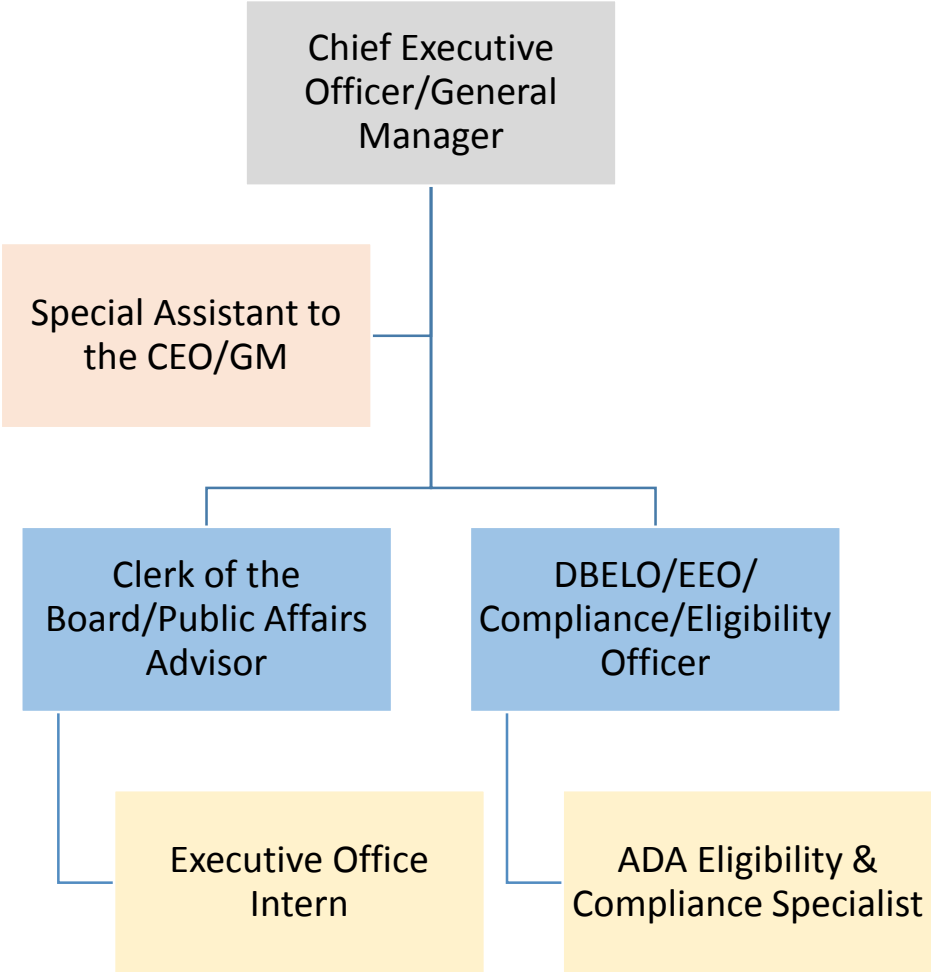 Chief Executive
Officer/General
Manager
Special Assistant to
the CEO/GM
Clerk of the
Board/Public Affairs
Advisor
DBELO/EEO/
Compliance/Eligibility
Officer
Executive Office
Intern
ADA Eligibility &
Compliance Specialist